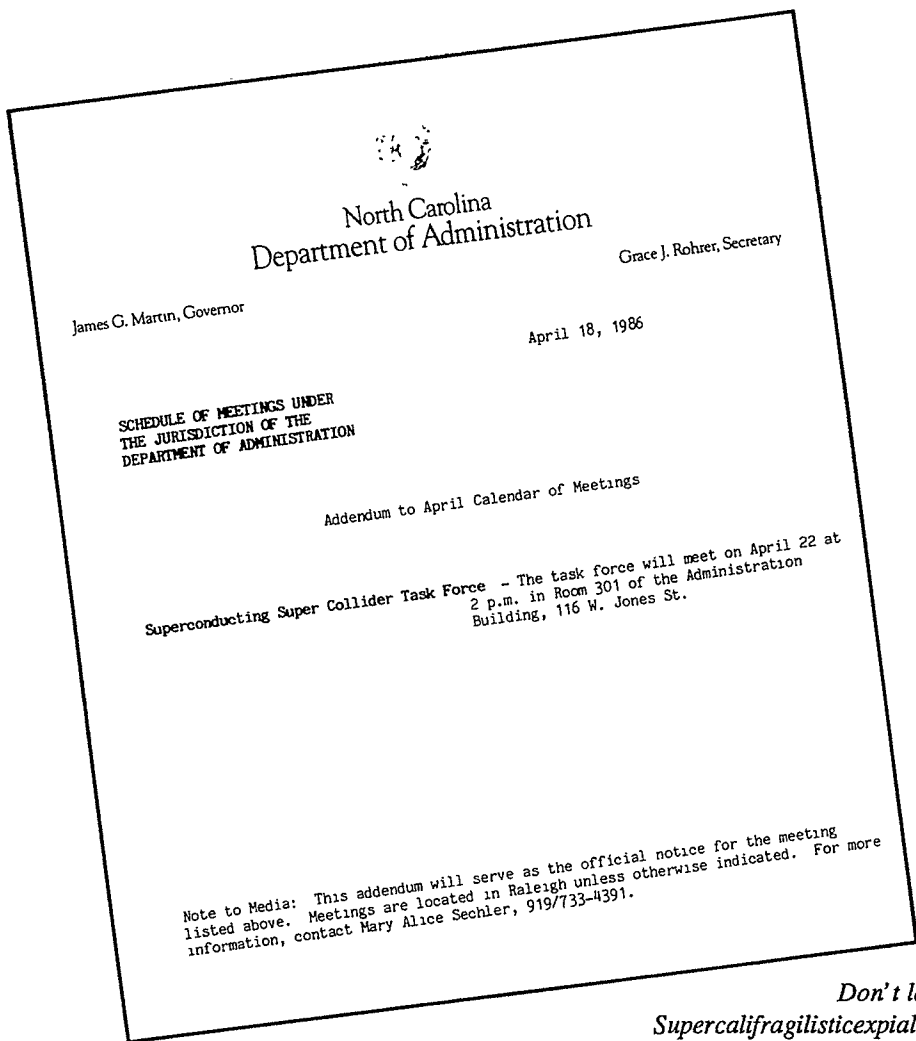 North Carolina
Department of Administration
James G. Martin, Governor
Grace J. Rohrer, Secretary
April 18, 1986
SCHEDULE OF MEETINGS UNDER
THE JURISDICTION OF THE
DEPARTMENT OF ADMINISTRATION
Addendum to April Calendar of Meetings
Superconducting Super Collider Task Force - The task force will meet on April 22 at
2 p.m. in Room 301 of the Administration
Building, 116 W. Jones St.
Note to Media: This addendum will serve as the official notice for the meeting
listed above. Meetings are located in Raleigh unless otherwise indicated. For more
information, contact Mary Alice Sechler, 919/733-4391.
Don't